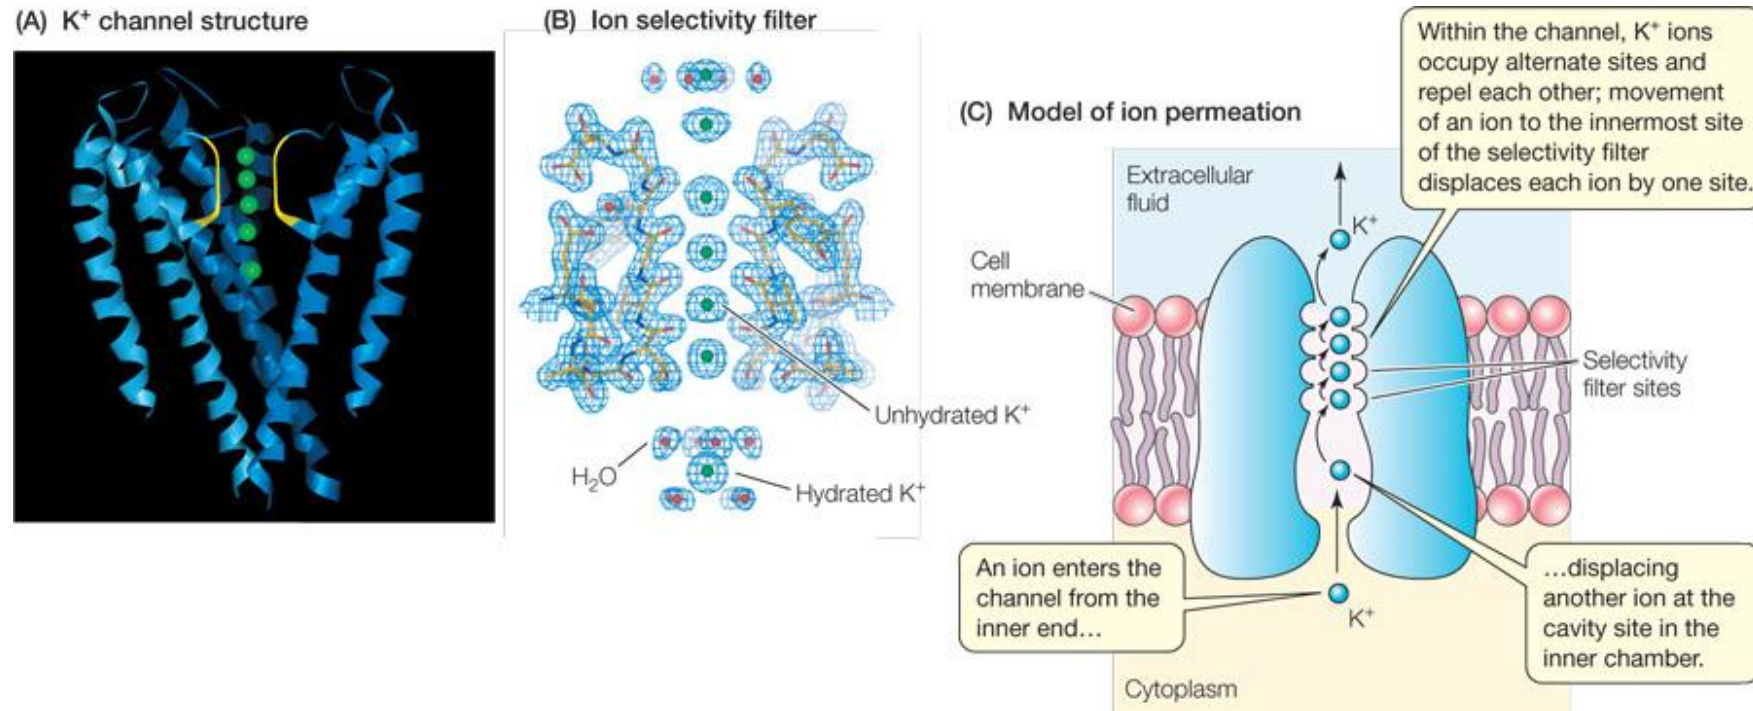 (A) K⁺ channel structure
(B) Ion selectivity filter
Unhydrated K⁺
H₂O
Hydrated K⁺
(C) Model of ion permeation
Within the channel, K⁺ ions
occupy alternate sites and
repel each other; movement
of an ion to the innermost site
of the selectivity filter
displaces each ion by one site.
Extracellular
fluid
K⁺
Cell
membrane
Selectivity
filter sites
An ion enters the
channel from the
inner end…
K⁺
…displacing
another ion at the
cavity site in the
inner chamber.
Cytoplasm